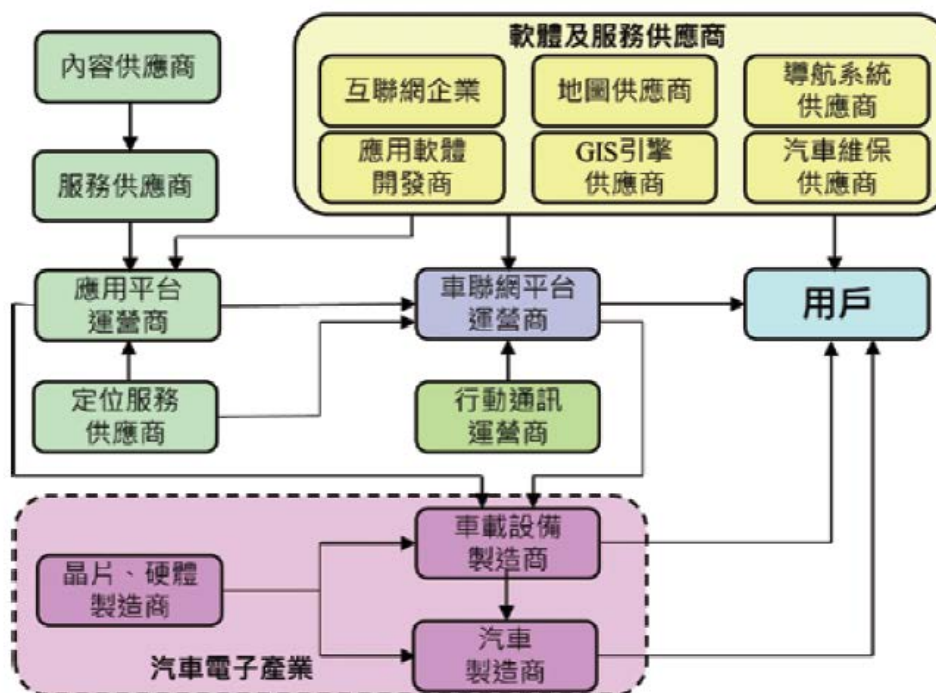 軟體及服務供應商
內容供應商
互聯網企業
地圖供應商
導航系統
供應商
應用軟體
開發商
GIS引擎
供應商
汽車維保
供應商
服務供應商
應用平台
運營商
車聯網平台
運營商
用戶
定位服務
供應商
行動通訊
運營商
車載設備
製造商
晶片、硬體
製造商
汽車
製造商
汽車電子產業